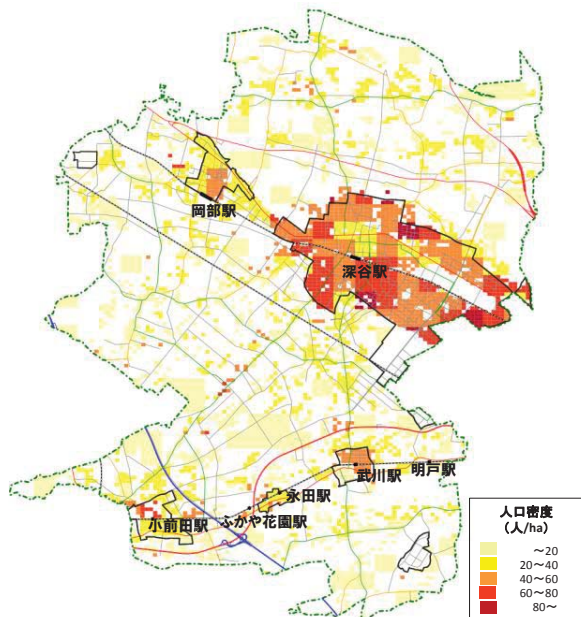 岡部駅
深谷駅
明戸駅
武川駅
永田駅
ふかや花園駅
小前田駅
人口密度
(人/ha)
～20
20～40
40～60
60～80
80～